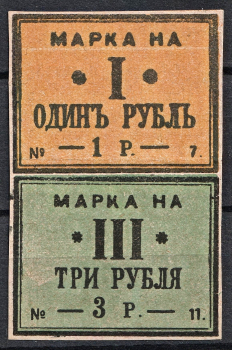 МАРКА НА
I
ОДИНЪ РУБЛЬ
№ — 1 Р. — 7.
МАРКА НА
III
ТРИ РУБЛЯ
№ — 3 Р. — 11.